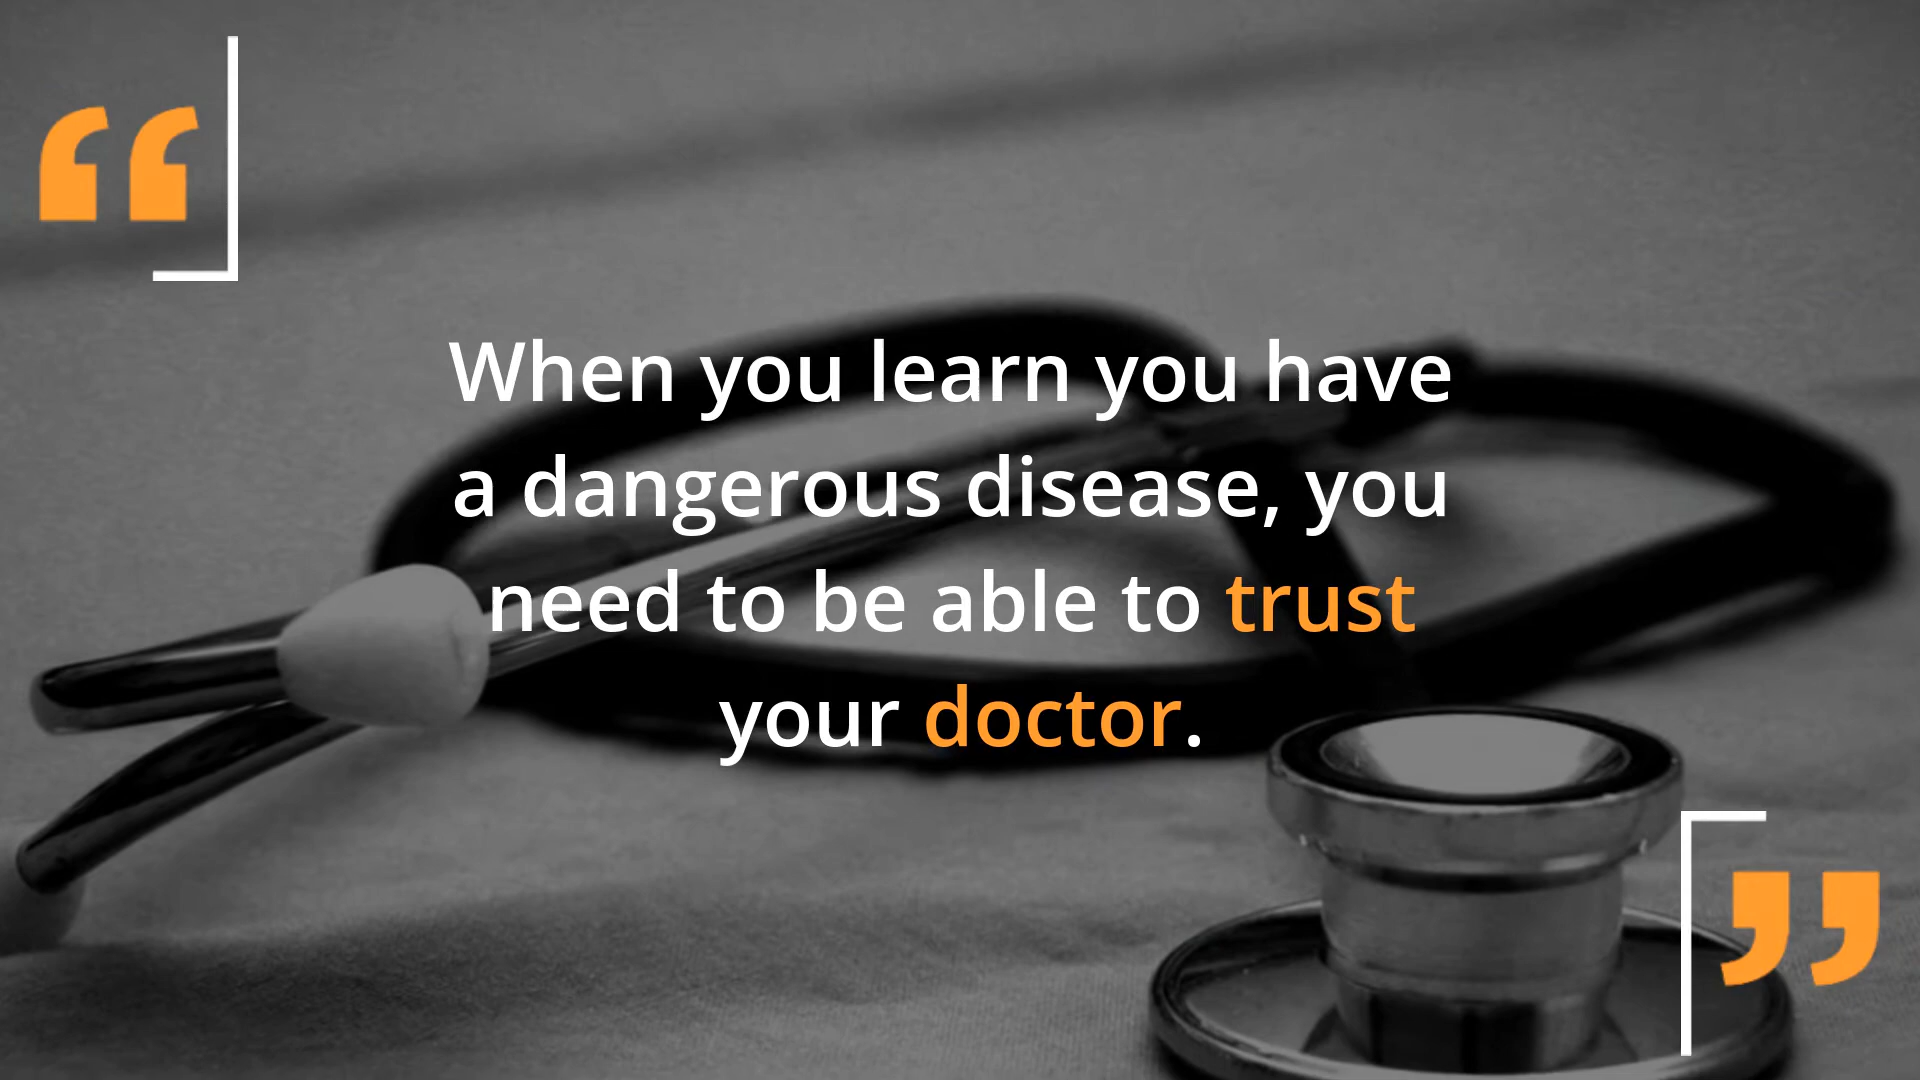 “
When you learn you have
a dangerous disease, you
need to be able to trust
your doctor.
”